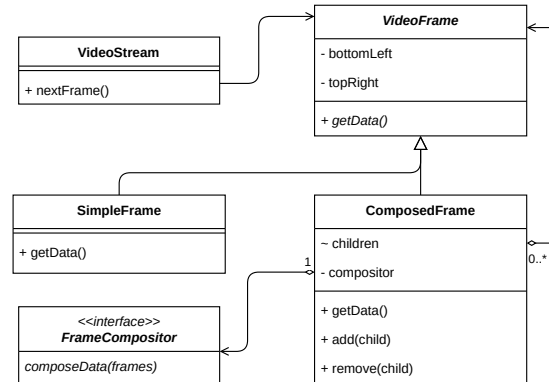 VideoStream
+ nextFrame()
VideoFrame
- bottomLeft
- topRight
+ getData()
SimpleFrame
+ getData()
ComposedFrame
~ children
- compositor
+ getData()
+ add(child)
+ remove(child)
1
0..*
<<interface>>
FrameCompositor
composeData(frames)